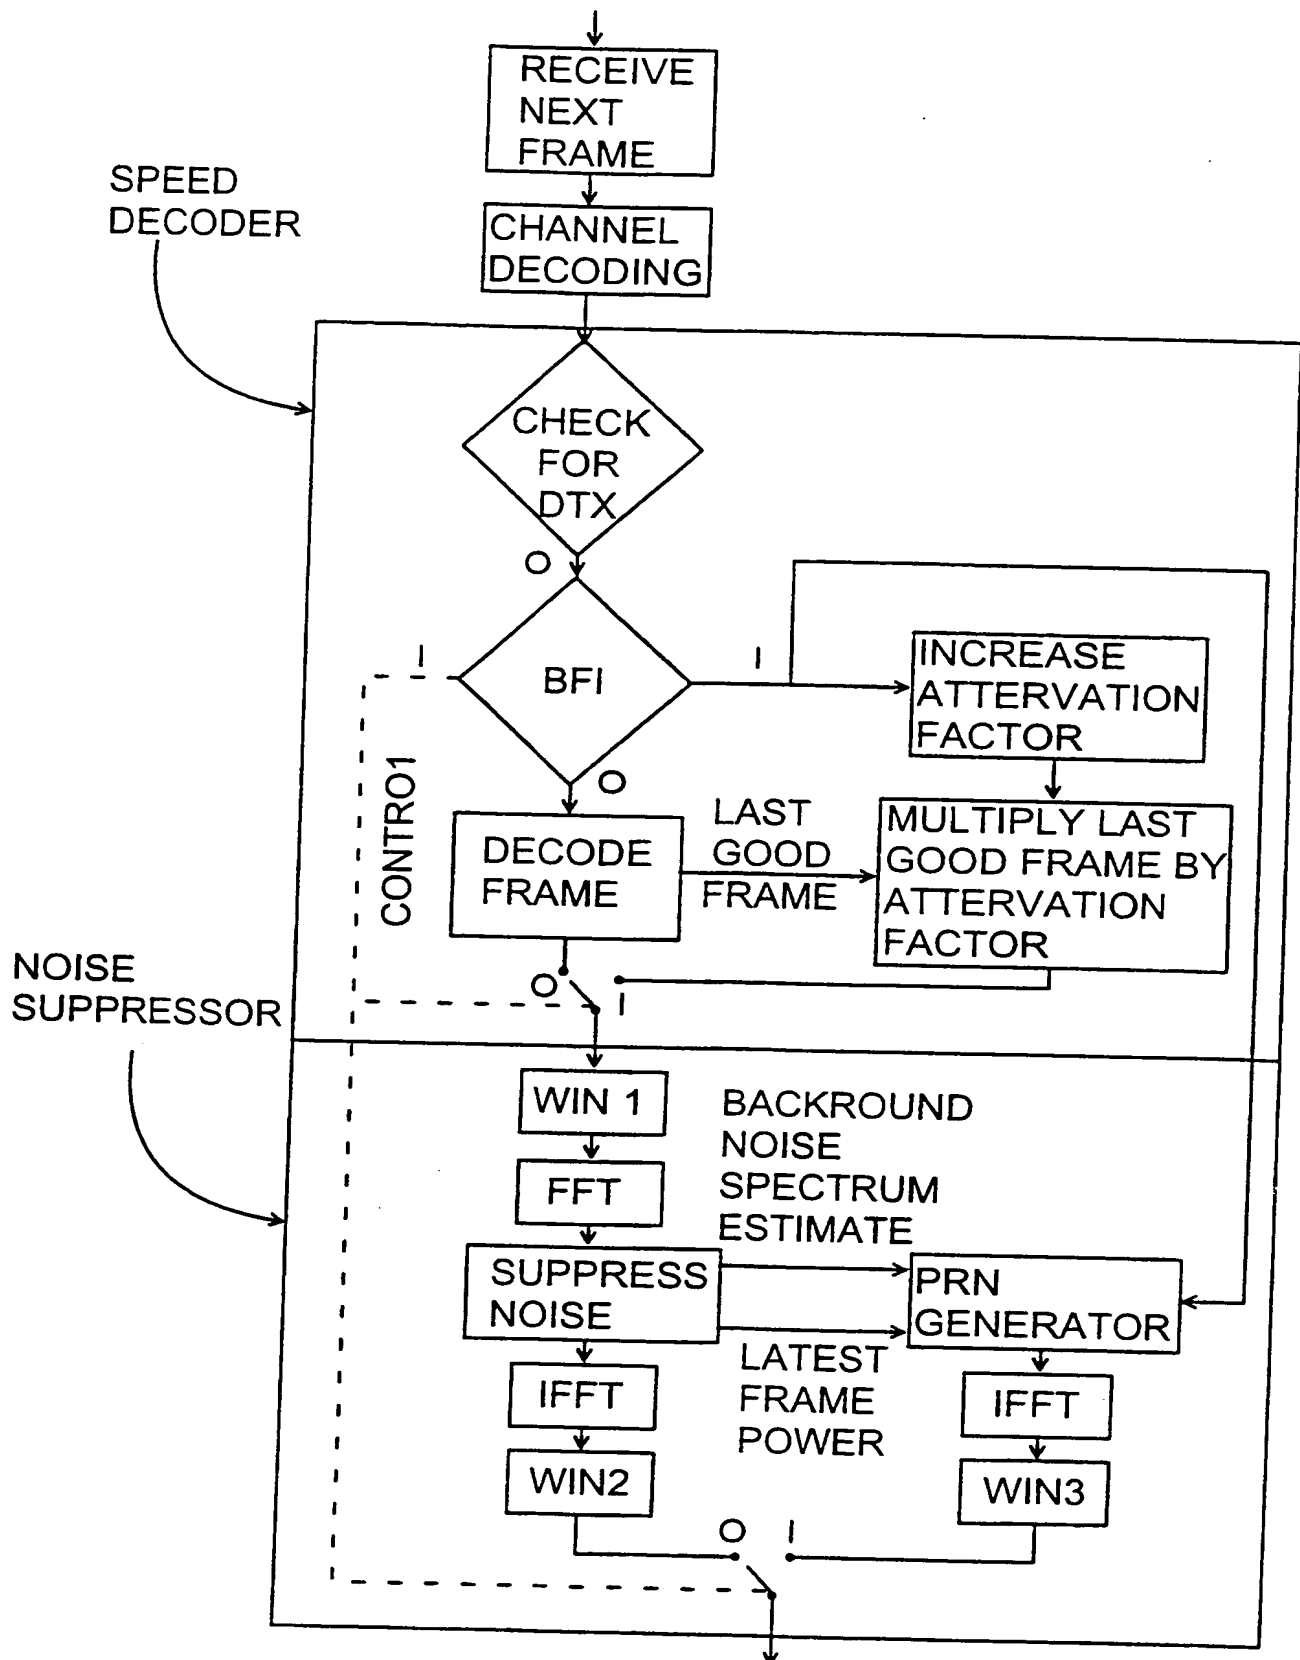 RECEIVE
NEXT
FRAME
SPEED
DECODER
CHANNEL
DECODING
CHECK
FOR
DTX
O
I
BFI
I
INCREASE
ATTERVATION
FACTOR
O
CONTRO1
DECODE
FRAME
LAST
GOOD
FRAME
MULTIPLY LAST
GOOD FRAME BY
ATTERVATION
FACTOR
NOISE
SUPPRESSOR
O
I
WIN 1
FFT
BACKROUND
NOISE
SPECTRUM
ESTIMATE
SUPPRESS
NOISE
PRN
GENERATOR
LATEST
FRAME
POWER
IFFT
IFFT
WIN2
WIN3
O
I